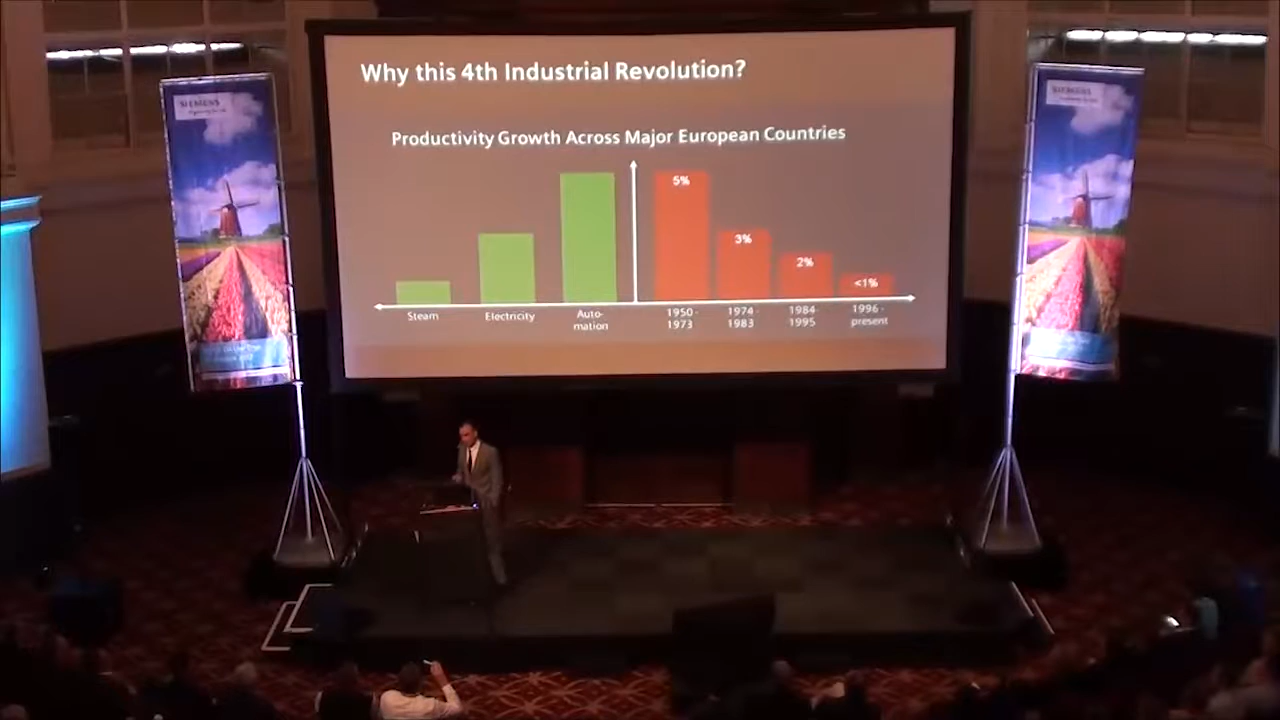 Why this 4th Industrial Revolution?
Productivity Growth Across Major European Countries
5%
3%
2%
<1%
Steam
Electricity
Auto-
mation
1950 -
1973
1974 -
1983
1984-
1995
1996 -
present
SIEMENS
SIEMENS